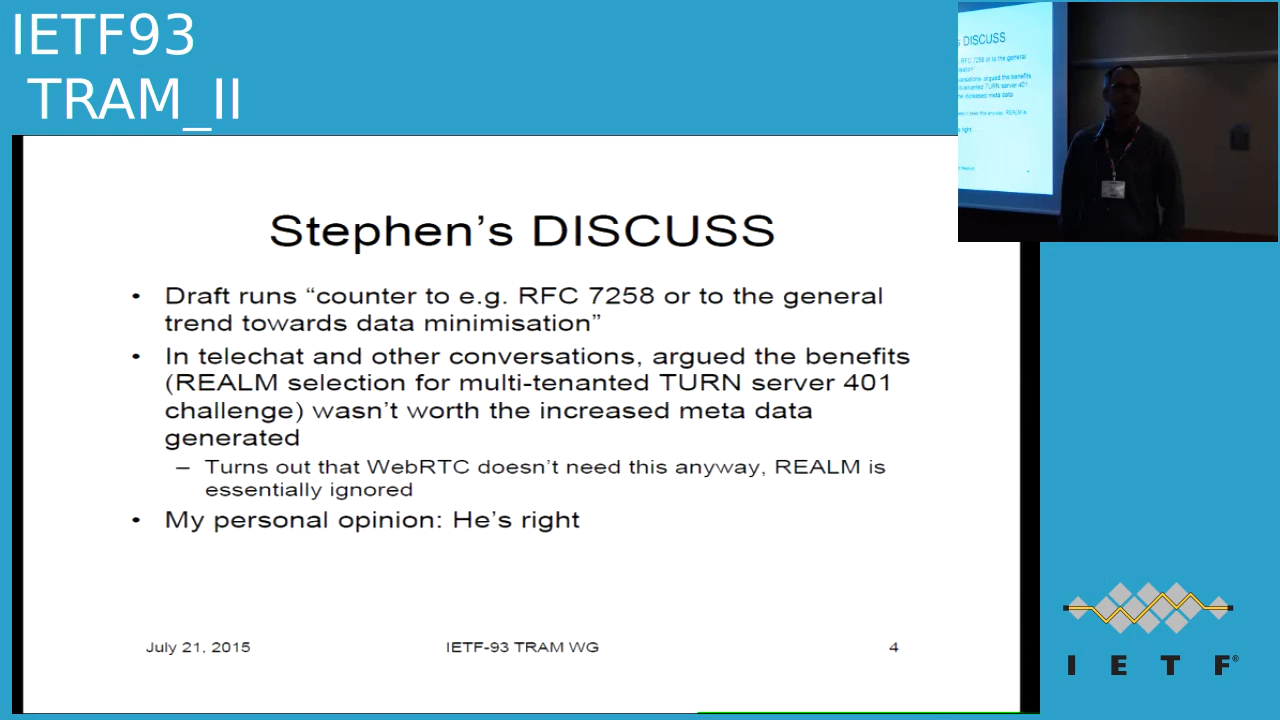 IETF93
TRAM_II
s DISCUSS
Stephen's DISCUSS
• Draft runs “counter to e.g. RFC 7258 or to the general
trend towards data minimisation”
• In telechat and other conversations, argued the benefits
(REALM selection for multi-tenanted TURN server 401
challenge) wasn't worth the increased meta data
generated
– Turns out that WebRTC doesn't need this anyway, REALM is
essentially ignored
• My personal opinion: He's right
July 21, 2015
IETF-93 TRAM WG
4
IETF®